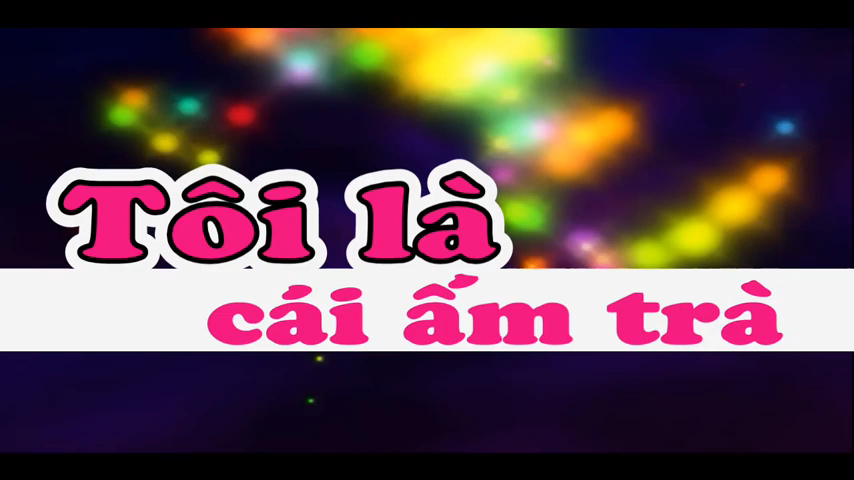 Tôi là
cái ấm trà